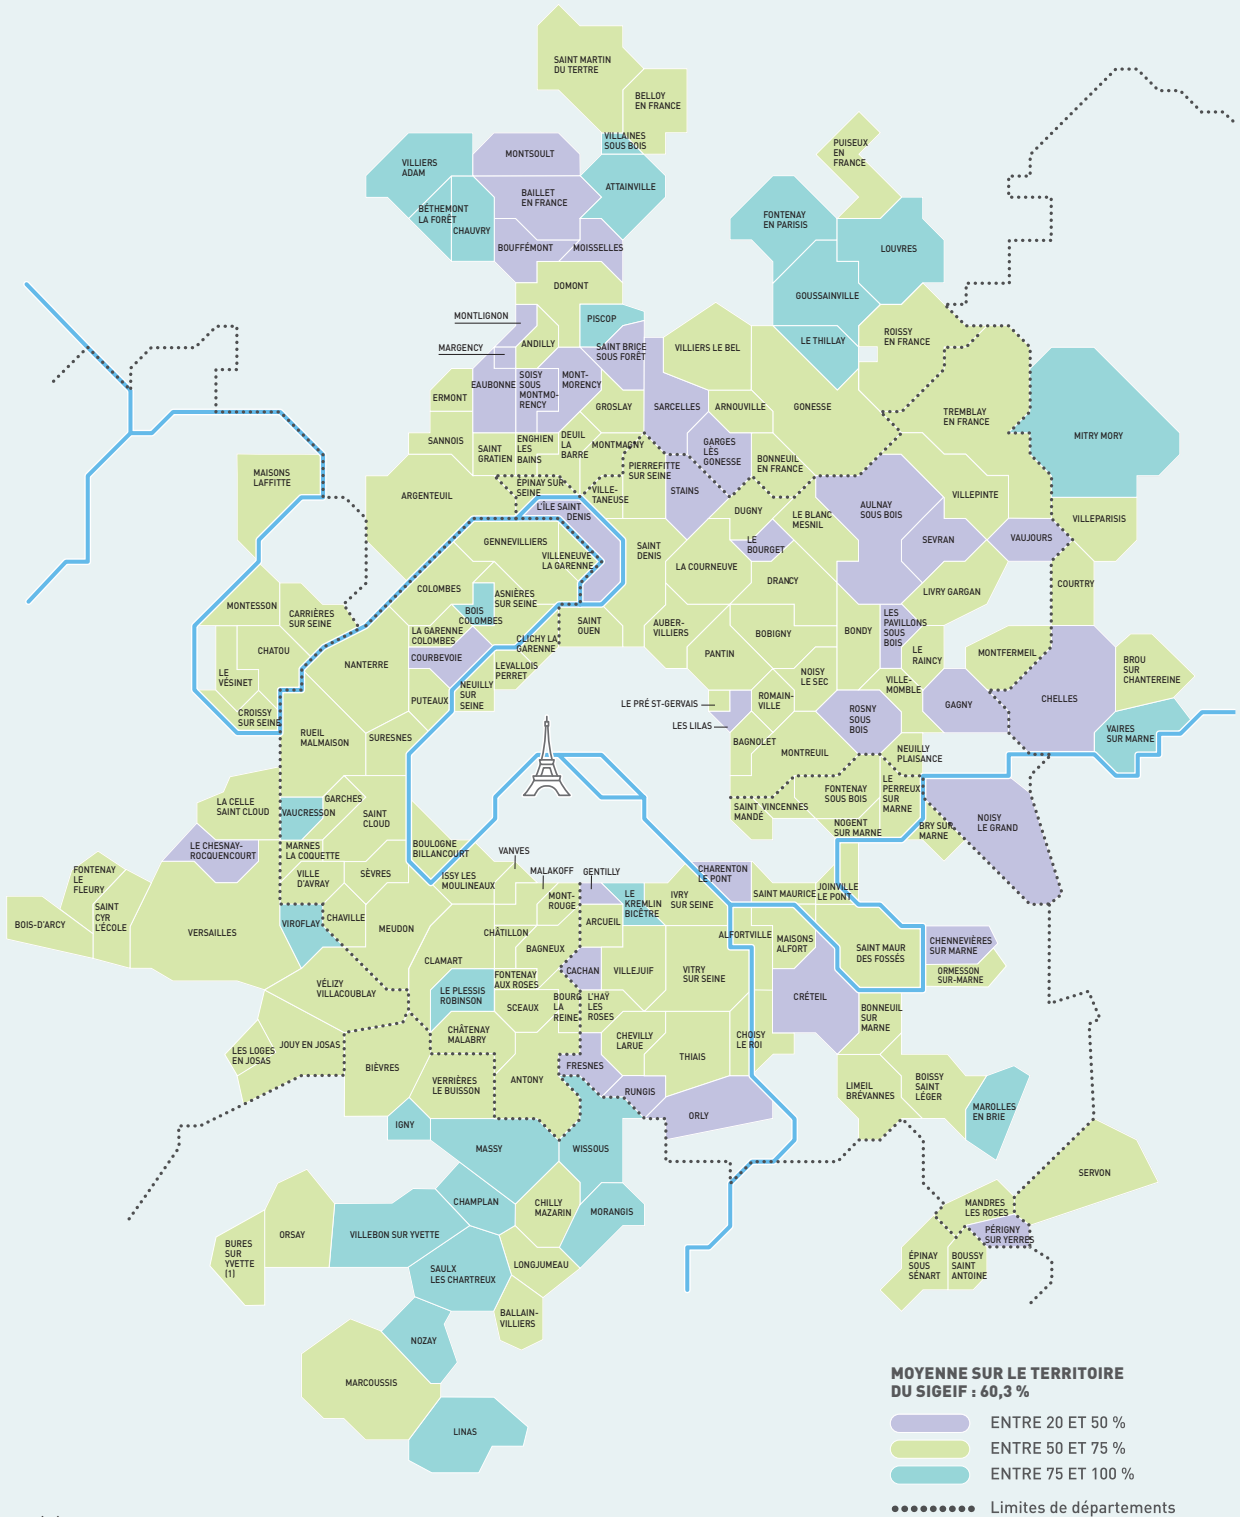 SAINT MARTIN
DU TERTRE
BELLOY
EN FRANCE
VILLAINES
SOUS BOIS
MONTSOULT
VILLIERS
ADAM
ATTAINVILLE
BAILLET
EN FRANCE
BÉTHEMONT
LA FORÊT
CHAUVRY
BOUFFÉMONT
MOISSELLES
PUISEUX
EN
FRANCE
FONTENAY
EN PARISIS
LOUVRES
GOUSSAINVILLE
LE THILLAY
ROISSY
EN FRANCE
DOMONT
MONTLIGNON
PISCOP
MARGENCY
ANDILLY
SAINT BRICE
SOUS FORÊT
VILLIERS LE BEL
EAUBONNE
SOISY
SOUS
MONTMO-
RENCY
MONT-
MORENCY
ERMONT
GROSLAY
SARCELLES
ARNOUVILLE
GONESSE
TREMBLAY
EN FRANCE
MITRY MORY
SANNOIS
SAINT
GRATIEN
ENGHIEN
LES
BAINS
DEUIL
LA
BARRE
MONTMAGNY
GARGES
LÈS
GONESSE
PIERREFITTE
SUR SEINE
BONNEUIL
EN FRANCE
MAISONS
LAFFITTE
ARGENTEUIL
ÉPINAY SUR
SEINE
VILLE-
TANEUSE
STAINS
L'ÎLE SAINT
DENIS
DUGNY
LE BLANC
MESNIL
AULNAY
SOUS BOIS
VILLEPINTE
VILLEPARISIS
SEVRAN
VAUJOURS
GENNEVILLIERS
VILLENEUVE
LA GARENNE
SAINT
DENIS
LE
BOURGET
LA COURNEUVE
DRANCY
LIVRY GARGAN
COURTRY
COLOMBES
ASNIÈRES
SUR SEINE
BOIS
COLOMBES
MONTESSON
CARRIÈRES
SUR SEINE
LA GARENNE
COLOMBES
CLICHY LA
GARENNE
SAINT
OUEN
AUBER-
VILLIERS
BOBIGNY
BONDY
LES
PAVILLONS
SOUS
BOIS
LE
RAINCY
MONTFERMEIL
CHATOU
NANTERRE
COURBEVOIE
LEVALLOIS
PERRET
PANTIN
LE
VÉSINET
PUTEAUX
NEUILLY
SUR
SEINE
NOISY
LE SEC
VILLE-
MOMBLE
GAGNY
CHELLES
BROU
SUR
CHANTEREINE
CROISSY
SUR SEINE
LE PRÉ ST-GERVAIS
ROMAIN-
VILLE
ROSNY
SOUS
BOIS
LES LILAS
VAIRES
SUR MARNE
RUEIL
MALMAISON
SURESNES
BAGNOLET
MONTREUIL
NEUILLY
PLAISANCE
LA CELLE
SAINT CLOUD
VAUCRESSON
GARCHES
SAINT
CLOUD
SAINT
MANDÉ
VINCENNES
FONTENAY
SOUS BOIS
LE
PERREUX
SUR
MARNE
NOGENT
SUR MARNE
BRY SUR
MARNE
NOISY
LE GRAND
LE CHESNAY-
ROCQUENCOURT
MARNES
LA COQUETTE
BOULOGNE
BILLANCOURT
VANVES
FONTENAY
LE
FLEURY
VILLE
D'AVRAY
SÈVRES
ISSY LES
MOULINEAUX
MALAKOFF
GENTILLY
CHARENTON
LE PONT
SAINT MAURICE
JOINVILLE
LE PONT
BOIS-D'ARCY
SAINT
CYR
L'ÉCOLE
VERSAILLES
VIROFLAY
CHAVILLE
MEUDON
MONT-
ROUGE
LE
KREMLIN
BICÊTRE
IVRY
SUR SEINE
CHÂTILLON
ARCUEIL
ALFORTVILLE
MAISONS
ALFORT
SAINT MAUR
DES FOSSÉS
CHENNEVIÈRES
SUR MARNE
CLAMART
BAGNEUX
CACHAN
VILLEJUIF
VITRY
SUR SEINE
ORMESSON
SUR-MARNE
VÉLIZY
VILLACOUBLAY
LE PLESSIS
ROBINSON
FONTENAY
AUX ROSES
SCEAUX
BOURG
LA
REINE
L'HAŸ
LES
ROSES
CRÉTEIL
BONNEUIL
SUR
MARNE
LES LOGES
EN JOSAS
JOUY EN JOSAS
CHÂTENAY
MALABRY
CHEVILLY
LARUE
THIAIS
CHOISY
LE ROI
BIÈVRES
VERRIÈRES
LE BUISSON
ANTONY
FRESNES
RUNGIS
ORLY
LIMEIL
BRÉVANNES
BOISSY
SAINT
LÉGER
MAROLLES
EN BRIE
IGNY
MASSY
WISSOUS
SERVON
CHAMPLAN
CHILLY
MAZARIN
MORANGIS
MANDRES
LES ROSES
PÉRIGNY
SUR YERRES
ORSAY
VILLEBON SUR YVETTE
BURES
SUR
YVETTE
(1)
SAULX
LES CHARTREUX
LONGJUMEAU
ÉPINAY
SOUS
SÉNART
BOUSSY
SAINT
ANTOINE
BALLAIN-
VILLIERS
NOZAY
MARCOUSSIS
LINAS
MOYENNE SUR LE TERRITOIRE
DU SIGEIF : 60,3 %
ENTRE 20 ET 50 %
ENTRE 50 ET 75 %
ENTRE 75 ET 100 %
Limites de départements